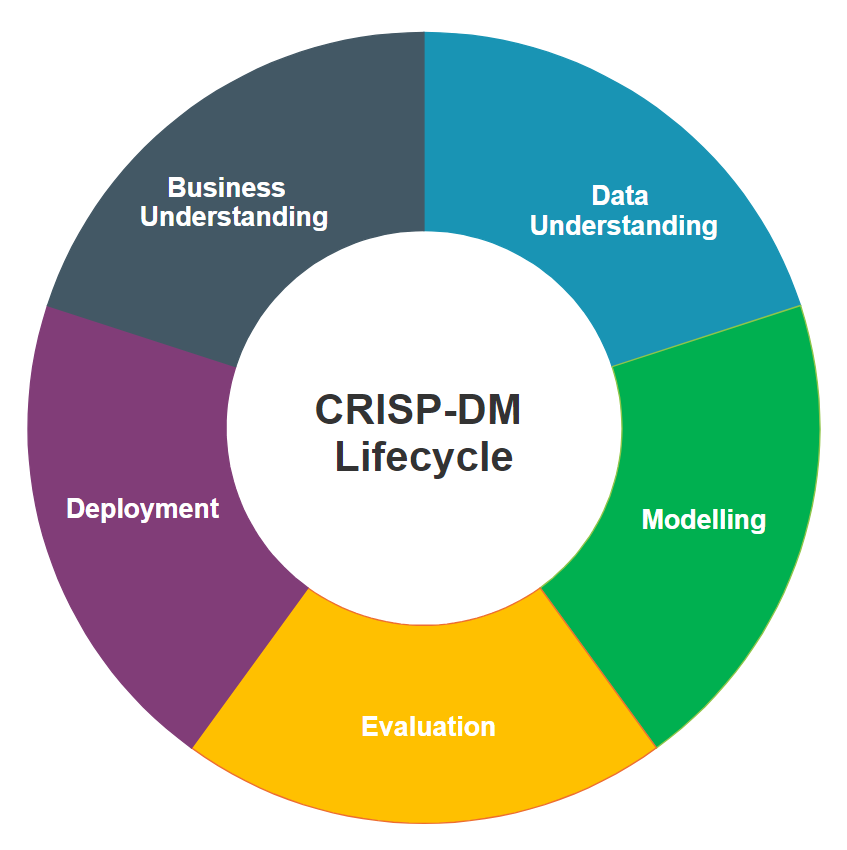 Business
Understanding
Data
Understanding
CRISP-DM
Lifecycle
Deployment
Modelling
Evaluation